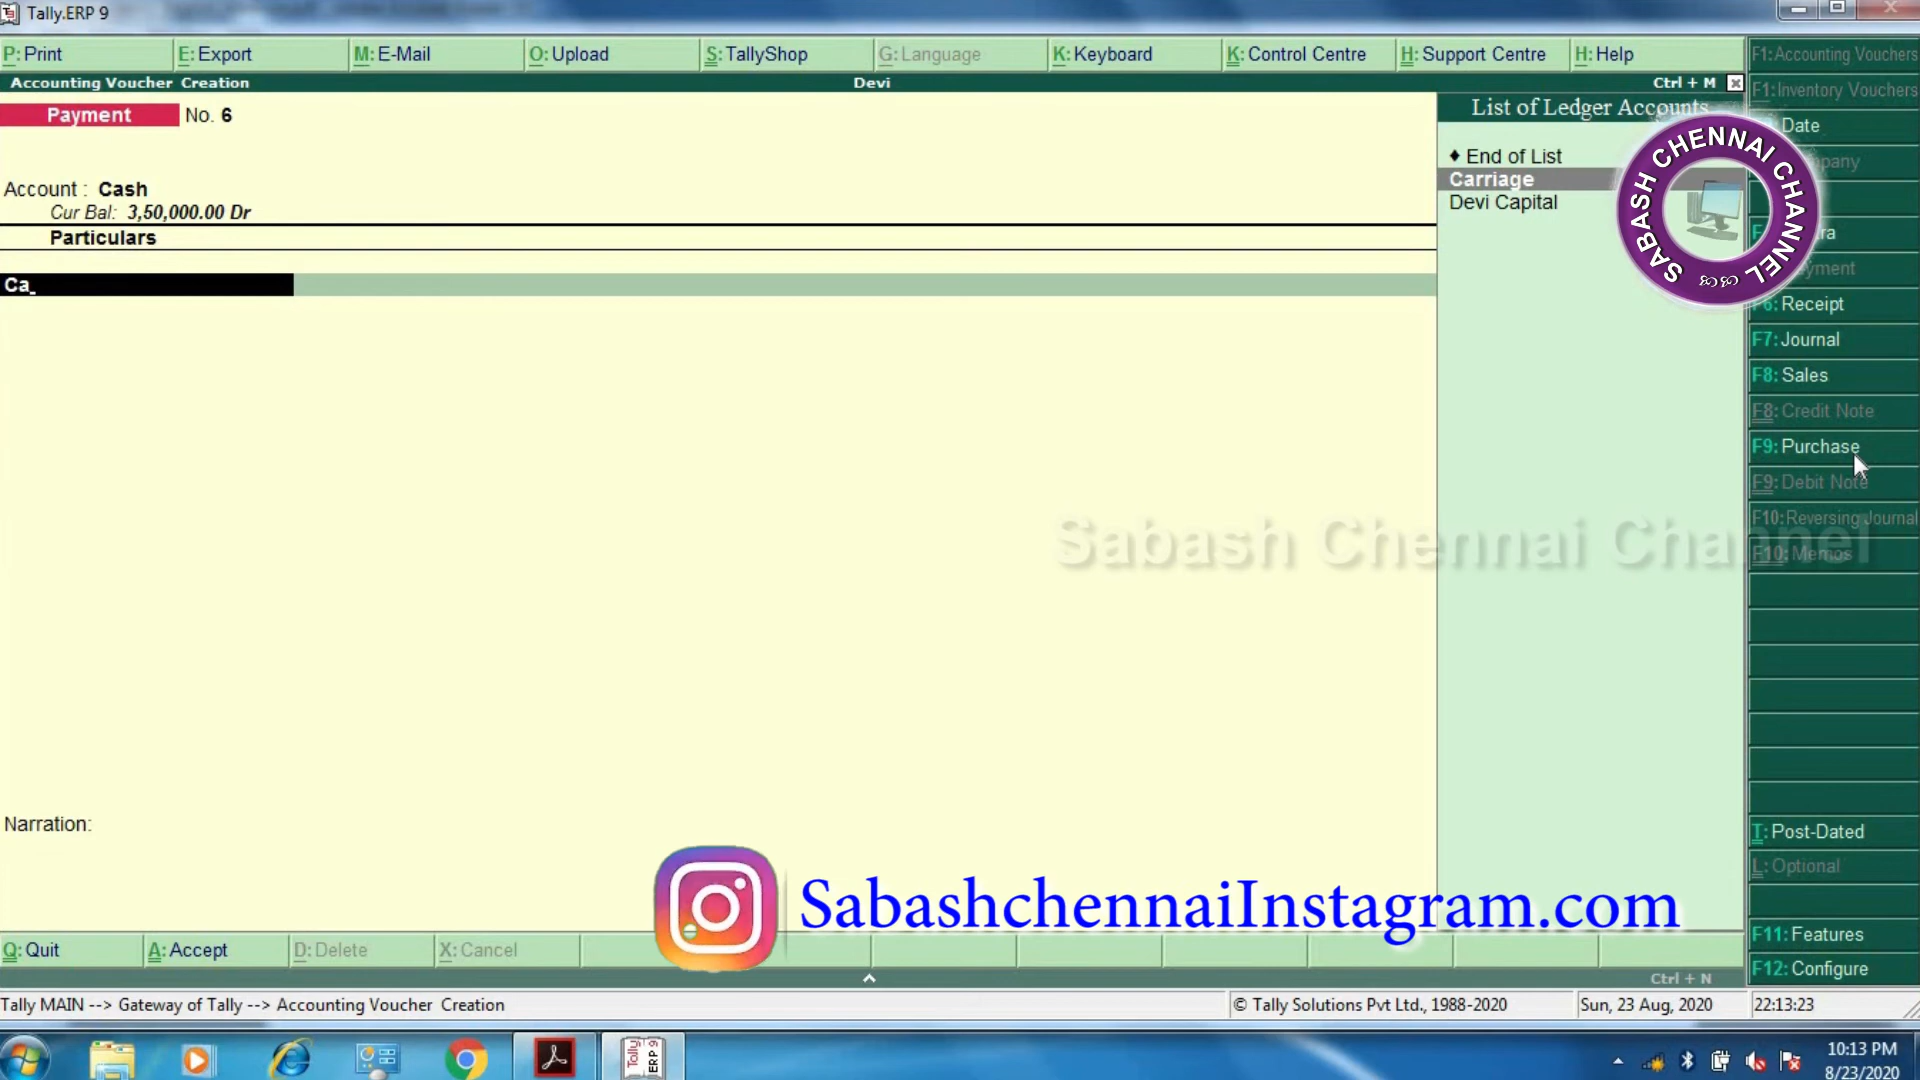 Tally.ERP 9
P: Print E: Export M: E-Mail O: Upload S: TallyShop G: Language K: Keyboard K: Control Centre H: Support Centre H: Help
Accounting Voucher Creation Devi Ctrl + M
Payment No. 6
Account : Cash
Cur Bal: 3,50,000.00 Dr
Particulars
Ca_
Narration:
List of Ledger Accounts
♦ End of List
Carriage
Devi Capital
SABASH CHENNAI CHANNEL
F1: Accounting Vouchers
F1: Inventory Vouchers
Date
F6: Receipt
F7: Journal
F8: Sales
F8: Credit Note
F9: Purchase
F9: Debit Note
F10: Reversing Journal
F10: Memos
Sabash Chennai Channel
T: Post-Dated
L: Optional
F11: Features
F12: Configure
SabashchennaiInstagram.com
Q: Quit A: Accept D: Delete X: Cancel
Ctrl + N
Tally MAIN --> Gateway of Tally --> Accounting Voucher Creation © Tally Solutions Pvt Ltd., 1988-2020 Sun, 23 Aug, 2020 22:13:23
Tally ERP 9
10:13 PM
8/23/2020